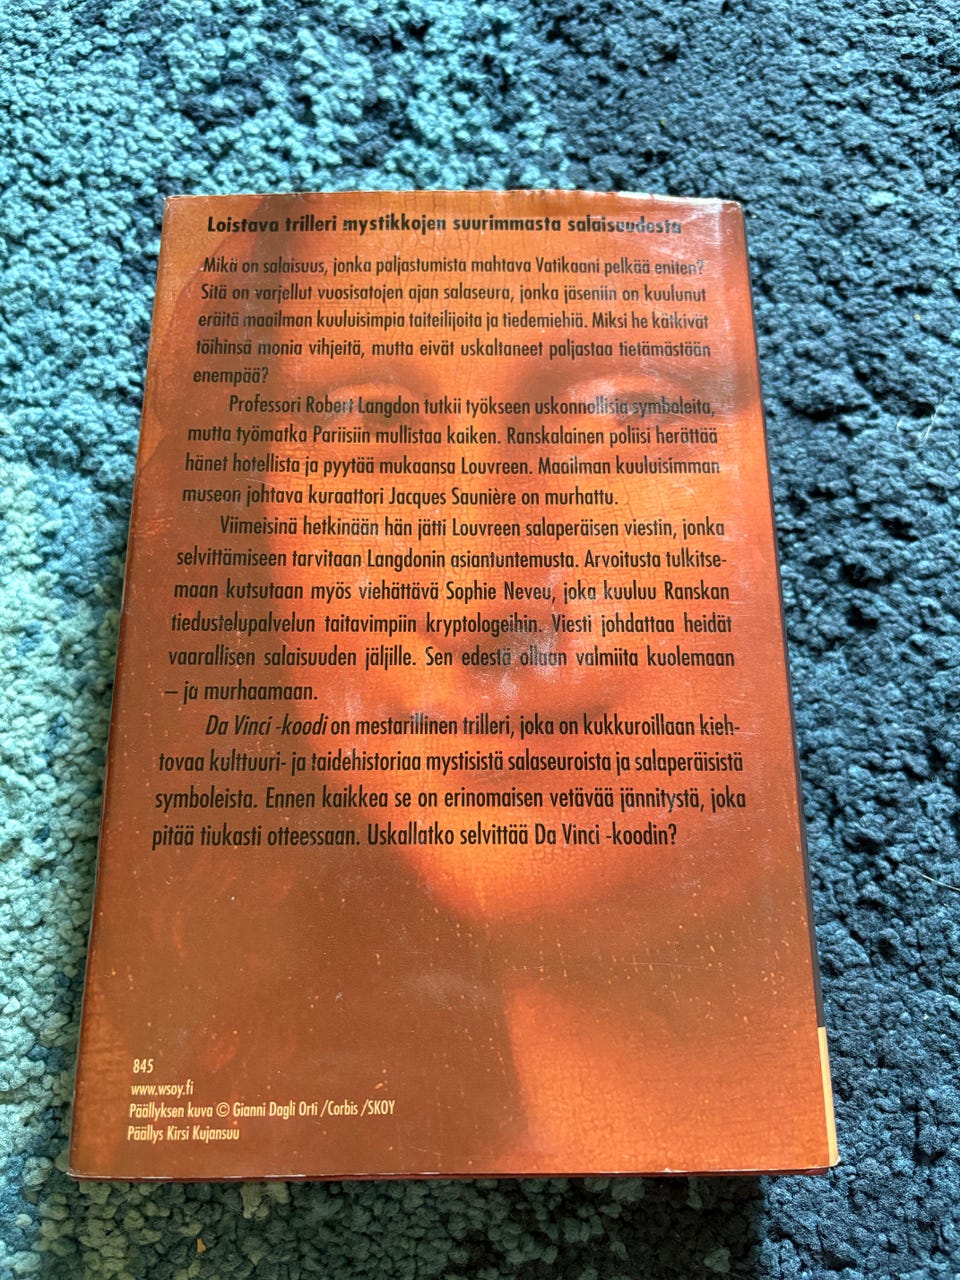 Loistava trilleri mystikkojen suurimmasta salaisuudesta
Mikä on salaisuus, jonka paljastumista mahtava Vatikaani pelkää eniten?
Sitä on varjellut vuosisatojen ajan salaseura, jonka jäseniin on kuulunut
eräitä maailman kuuluisimpia taiteilijoita ja tiedemiehiä. Miksi he kätkivät
töihinsä monia vihjeitä, mutta eivät uskaltaneet paljastaa tietämästään
enempää?
Professori Robert Langdon tutkii työkseen uskonnollisia symboleita,
mutta työmatka Pariisiin mullistaa kaiken. Ranskalainen poliisi herättää
hänet hotellista ja pyytää mukaansa Louvreen. Maailman kuuluisimman
museon johtava kuraattori Jacques Saunière on murhattu.
Viimeisinä hetkinään hän jätti Louvreen salaperäisen viestin, jonka
selvittämiseen tarvitaan Langdonin asiantuntemusta. Arvoitusta tulkitse-
maan kutsutaan myös viehättävä Sophie Neveu, joka kuuluu Ranskan
tiedustelupalvelun taitavimpiin kryptologeihin. Viesti johdattaa heidät
vaarallisen salaisuuden jäljille. Sen edestä ollaan valmiita kuolemaan
– ja murhaamaan.
Da Vinci -koodi on mestarillinen trilleri, joka on kukkuroillaan kieh-
tovaa kulttuuri- ja taidehistoriaa mystisistä salaseuroista ja salaperäisistä
symboleista. Ennen kaikkea se on erinomaisen vetävää jännitystä, joka
pitää tiukasti otteessaan. Uskallatko selvittää Da Vinci -koodin?
845
www.wsoy.fi
Päällyksen kuva © Gianni Dagli Orti /Corbis /SKOY
Päällys Kirsi Kujansuu